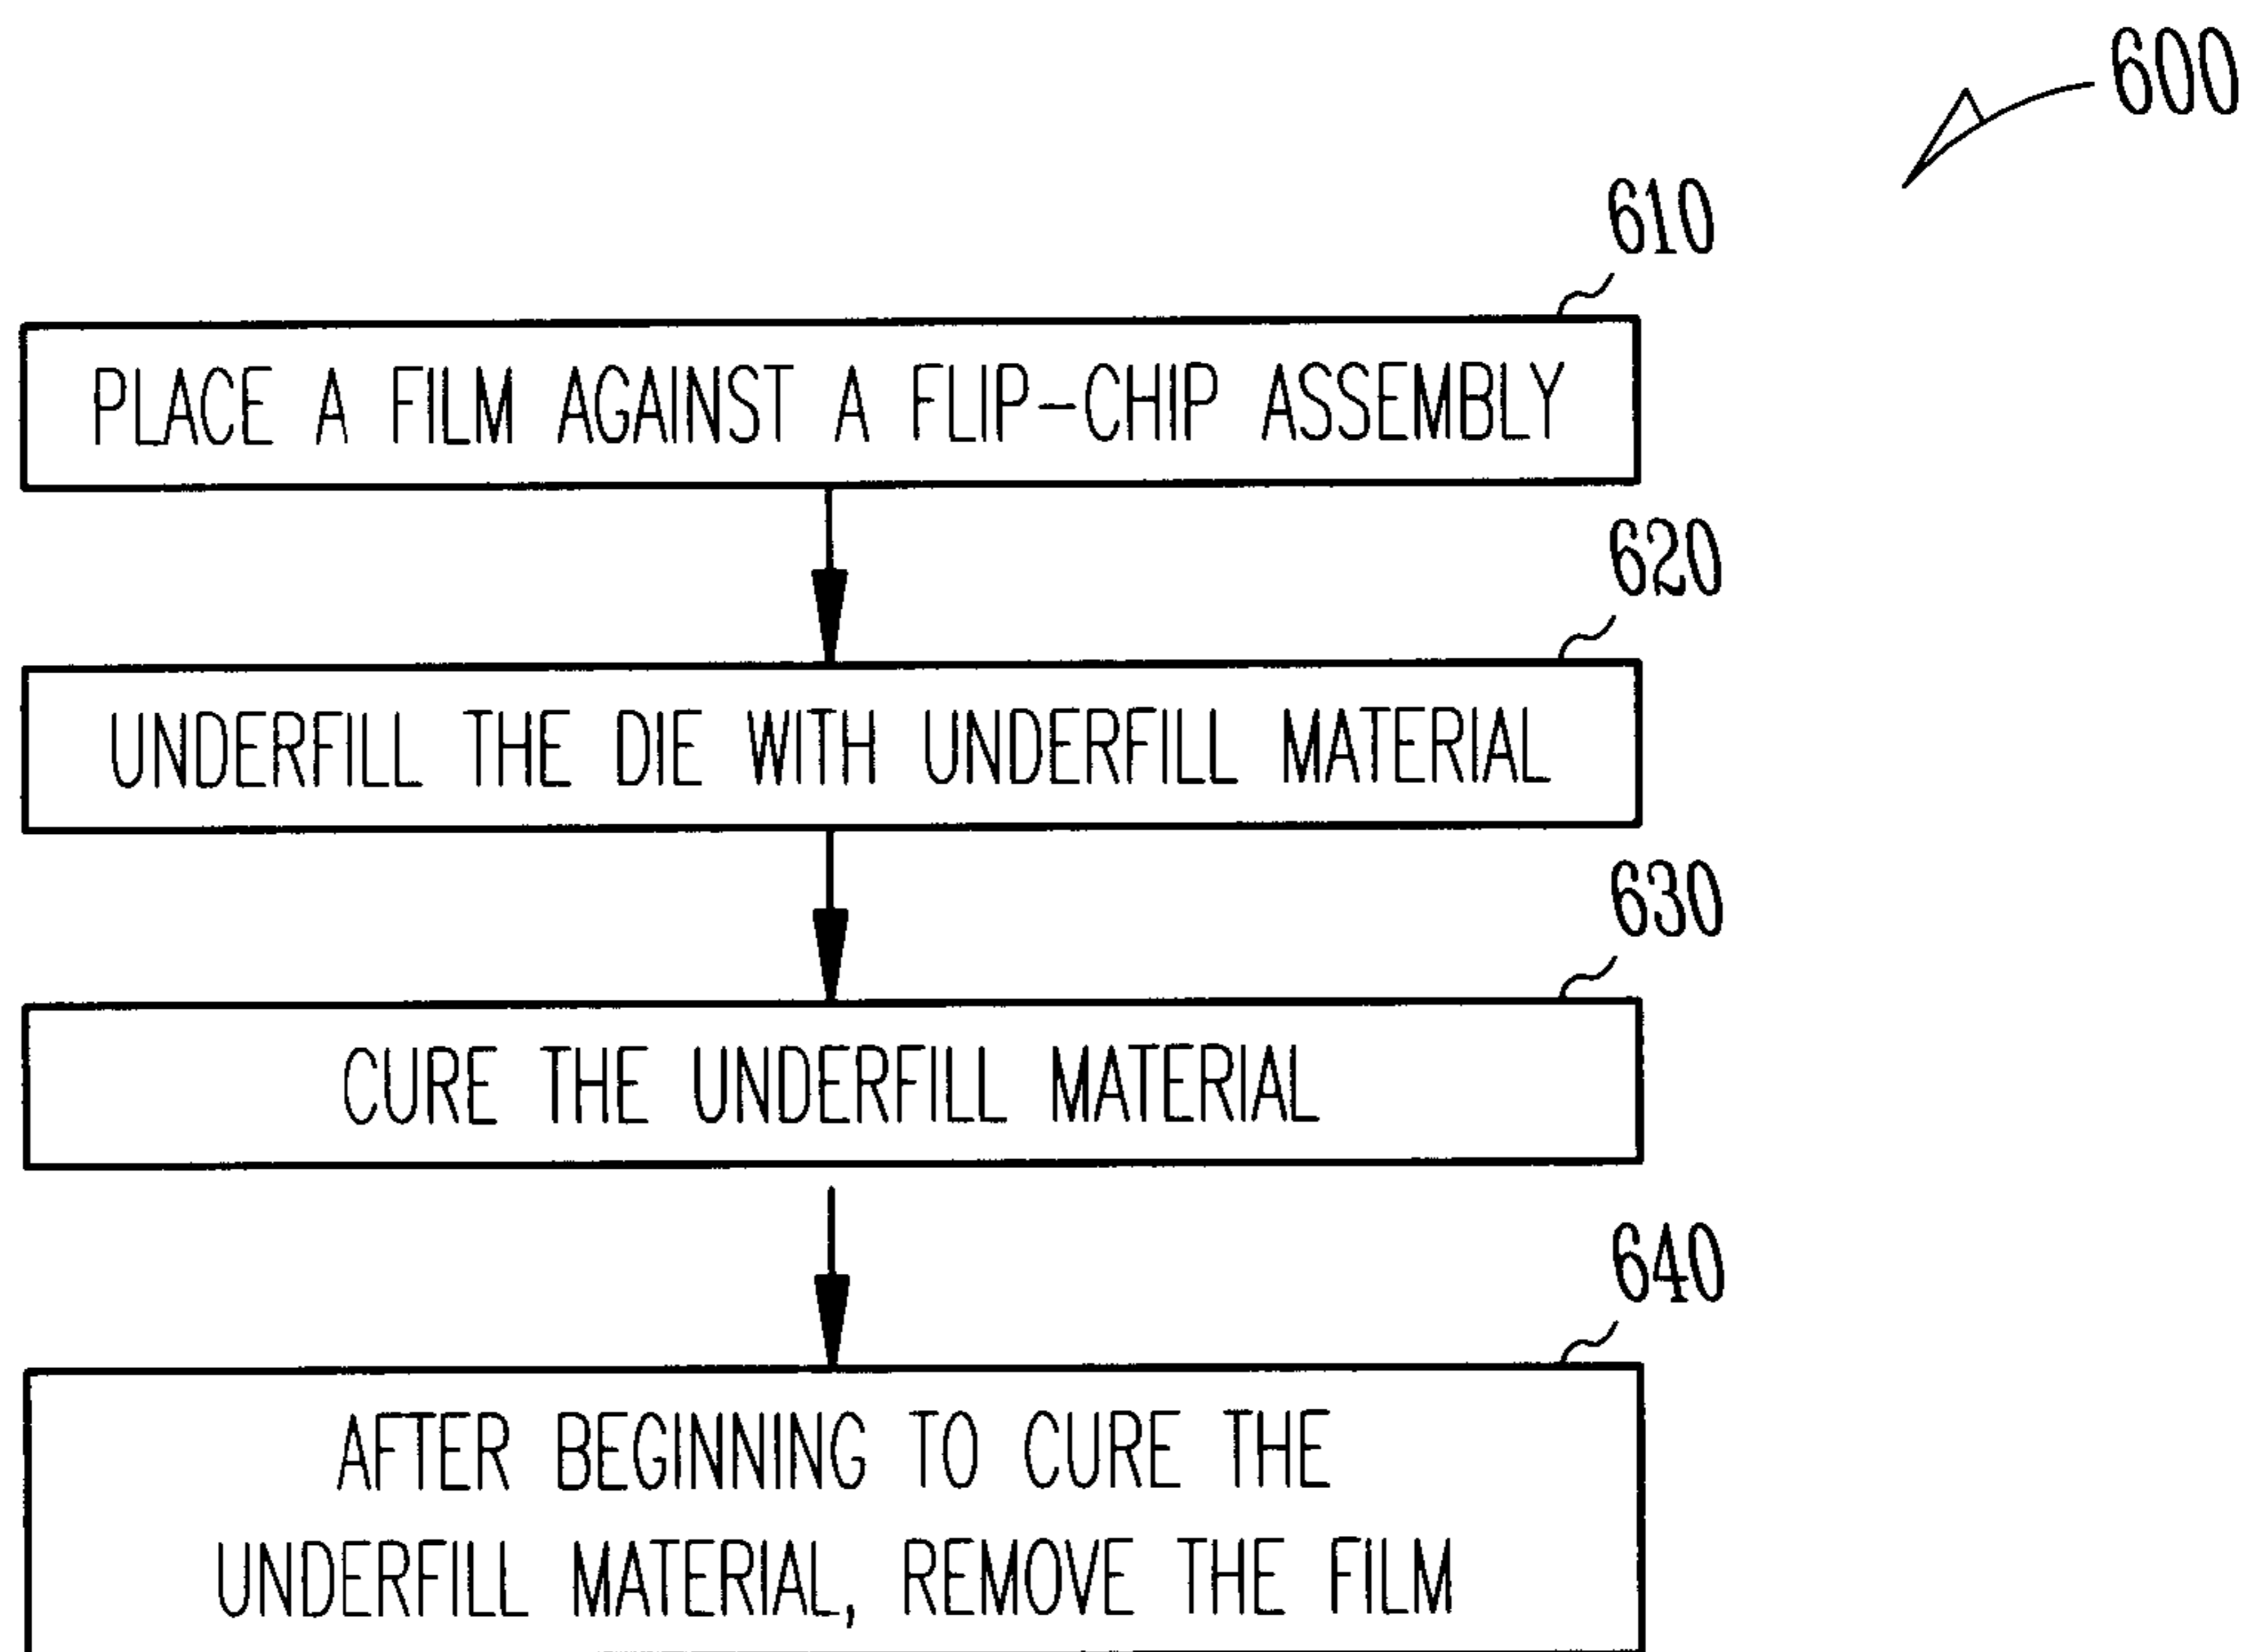 600
610
PLACE A FILM AGAINST A FLIP-CHIP ASSEMBLY
620
UNDERFILL THE DIE WITH UNDERFILL MATERIAL
630
CURE THE UNDERFILL MATERIAL
640
AFTER BEGINNING TO CURE THE
UNDERFILL MATERIAL, REMOVE THE FILM